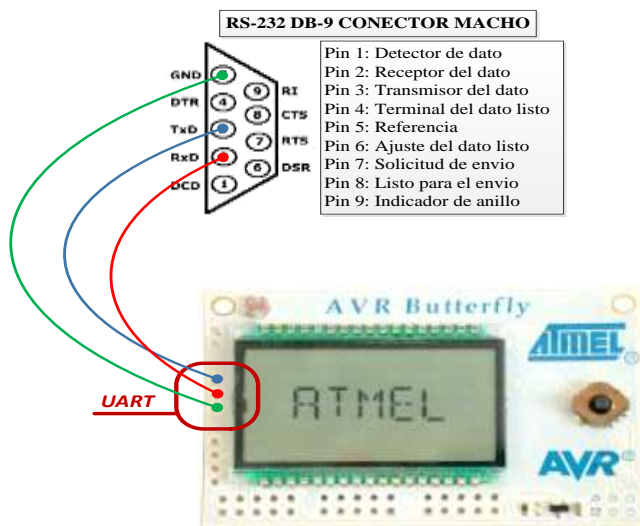 RS-232 DB-9 CONECTOR MACHO
Pin 1: Detector de dato
Pin 2: Receptor del dato
Pin 3: Transmisor del dato
Pin 4: Terminal del dato listo
Pin 5: Referencia
Pin 6: Ajuste del dato listo
Pin 7: Solicitud de envio
Pin 8: Listo para el envio
Pin 9: Indicador de anillo
GND
DTR
TxD
RxD
DCD
4
1
9
8
7
6
RI
CTS
RTS
DSR
AVR Butterfly
ATMEL
ATMEL
AVR
UART